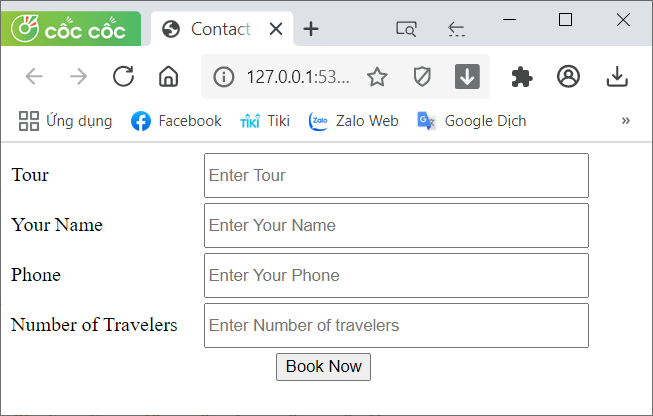 cốc cốc
Contact
127.0.0.1:53...
Ứng dụng Facebook Tiki Zalo Web Google Dịch »
Tour Enter Tour
Your Name Enter Your Name
Phone Enter Your Phone
Number of Travelers Enter Number of travelers
Book Now